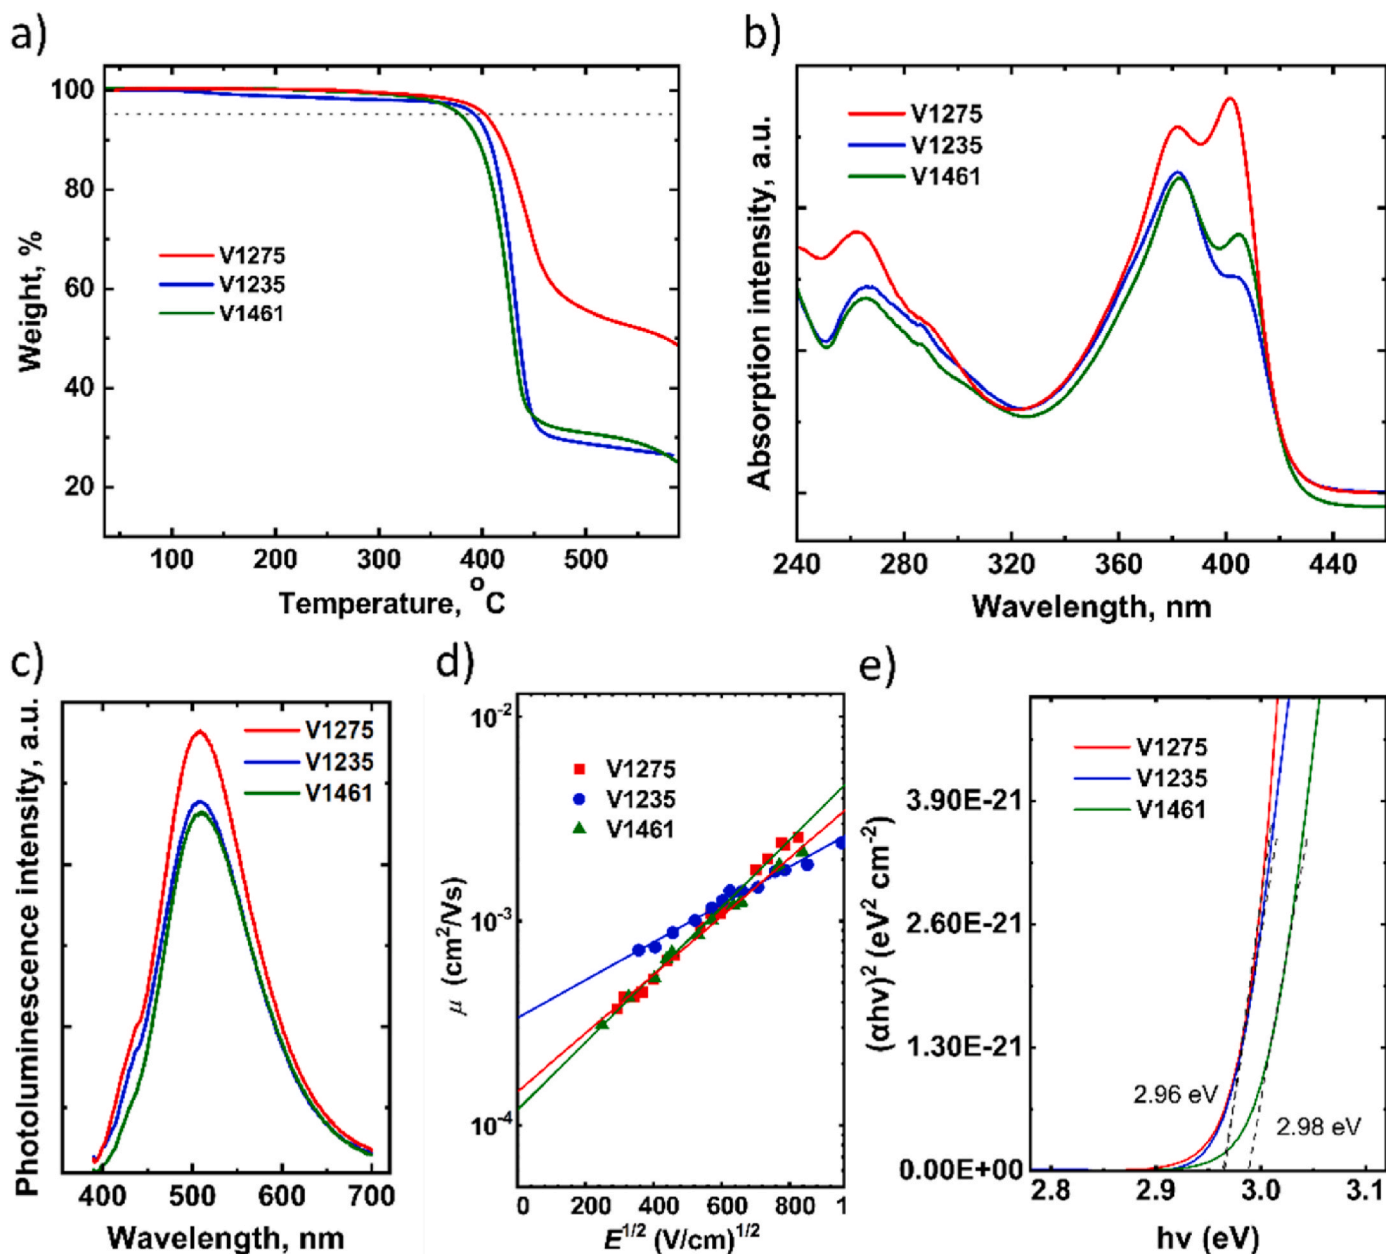 a)
100
80
60
40
20
Weight, %
V1275
V1235
V1461
100
200
300
400
500
Temperature, °C
b)
Absorption intensity, a.u.
V1275
V1235
V1461
240
280
320
360
400
440
Wavelength, nm
c)
Photoluminescence intensity, a.u.
V1275
V1235
V1461
400
500
600
700
Wavelength, nm
d)
10⁻²
10⁻³
10⁻⁴
μ (cm²/Vs)
V1275
V1235
V1461
0
200
400
600
800
1
E^1/2 (V/cm)^1/2
e)
(αhν)² (eV² cm⁻²)
3.90E-21
2.60E-21
1.30E-21
0.00E+00
V1275
V1235
V1461
2.96 eV
2.98 eV
2.8
2.9
3.0
3.1
hν (eV)